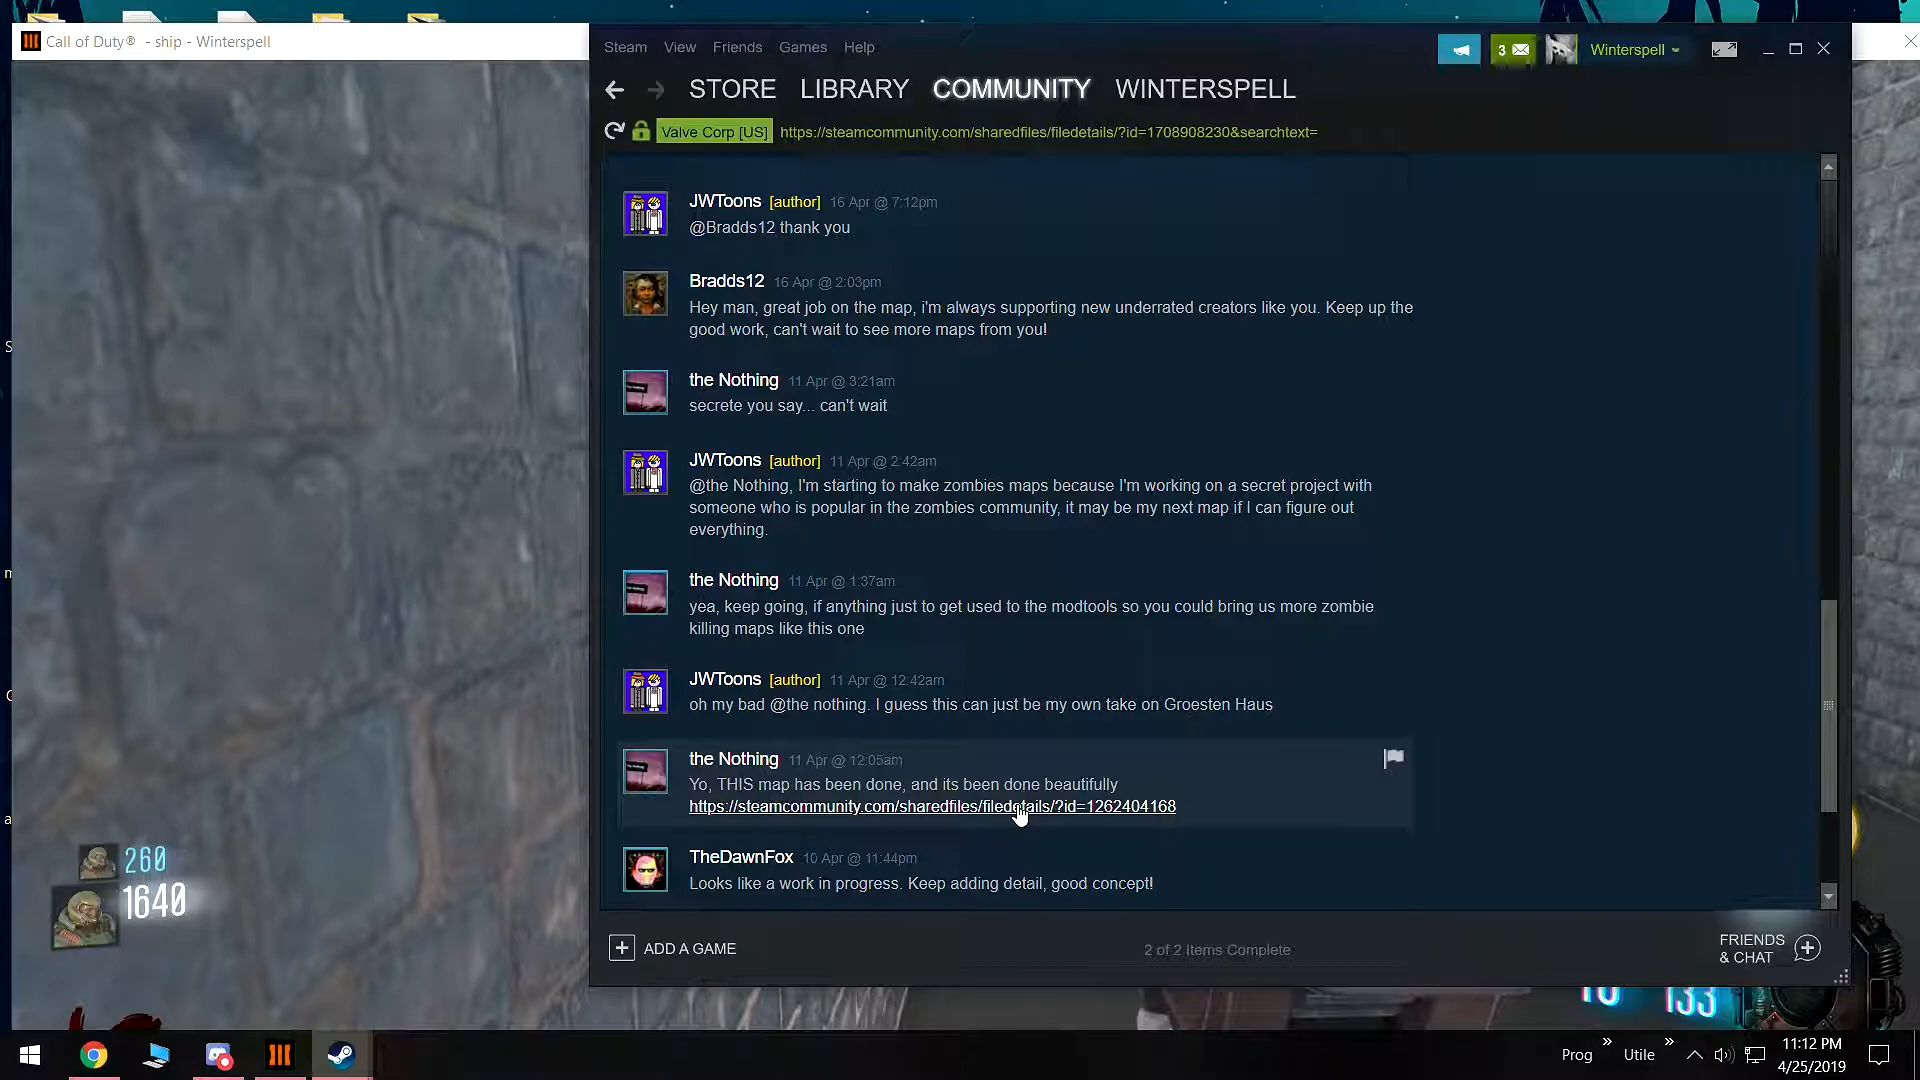 Call of Duty® - ship - Winterspell
Steam View Friends Games Help
3
Winterspell
STORE LIBRARY COMMUNITY WINTERSPELL
Valve Corp [US] https://steamcommunity.com/sharedfiles/filedetails/?id=1708908230&searchtext=
JWToons [author] 16 Apr @ 7:12pm
@Bradds12 thank you
Bradds12 16 Apr @ 2:03pm
Hey man, great job on the map, i'm always supporting new underrated creators like you. Keep up the
good work, can't wait to see more maps from you!
the Nothing 11 Apr @ 3:21am
secrete you say... can't wait
JWToons [author] 11 Apr @ 2:42am
@the Nothing, I'm starting to make zombies maps because I'm working on a secret project with
someone who is popular in the zombies community, it may be my next map if I can figure out
everything.
the Nothing 11 Apr @ 1:37am
yea, keep going, if anything just to get used to the modtools so you could bring us more zombie
killing maps like this one
JWToons [author] 11 Apr @ 12:42am
oh my bad @the nothing. I guess this can just be my own take on Groesten Haus
the Nothing 11 Apr @ 12:05am
Yo, THIS map has been done, and its been done beautifully
https://steamcommunity.com/sharedfiles/filedetails/?id=1262404168
TheDawnFox 10 Apr @ 11:44pm
Looks like a work in progress. Keep adding detail, good concept!
260
1640
ADD A GAME
2 of 2 Items Complete
FRIENDS
& CHAT
133
Prog
Utile
11:12 PM
4/25/2019